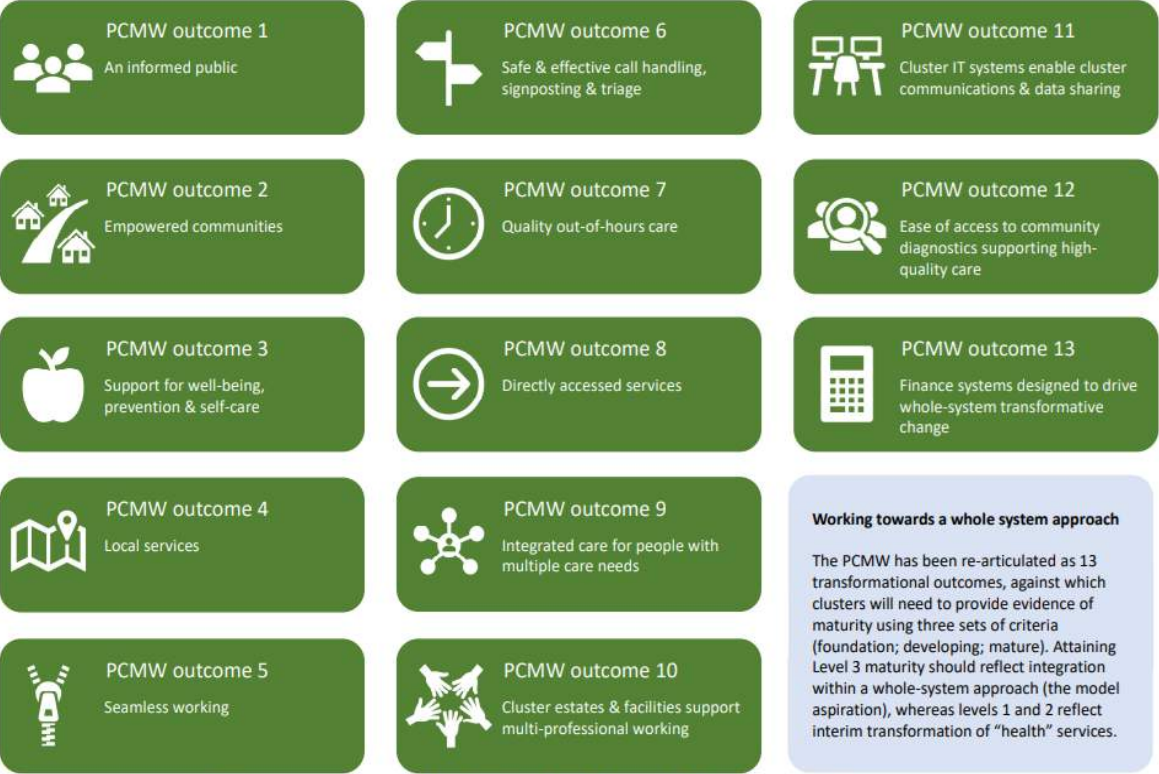 PCMW outcome 1
An informed public
PCMW outcome 2
Empowered communities
PCMW outcome 3
Support for well-being,
prevention & self-care
PCMW outcome 4
Local services
PCMW outcome 5
Seamless working
PCMW outcome 6
Safe & effective call handling,
signposting & triage
PCMW outcome 7
Quality out-of-hours care
PCMW outcome 8
Directly accessed services
PCMW outcome 9
Integrated care for people with
multiple care needs
PCMW outcome 10
Cluster estates & facilities support
multi-professional working
PCMW outcome 11
Cluster IT systems enable cluster
communications & data sharing
PCMW outcome 12
Ease of access to community
diagnostics supporting high-
quality care
PCMW outcome 13
Finance systems designed to drive
whole-system transformative
change
Working towards a whole system approach
The PCMW has been re-articulated as 13
transformational outcomes, against which
clusters will need to provide evidence of
maturity using three sets of criteria
(foundation; developing; mature). Attaining
Level 3 maturity should reflect integration
within a whole-system approach (the model
aspiration), whereas levels 1 and 2 reflect
interim transformation of “health” services.